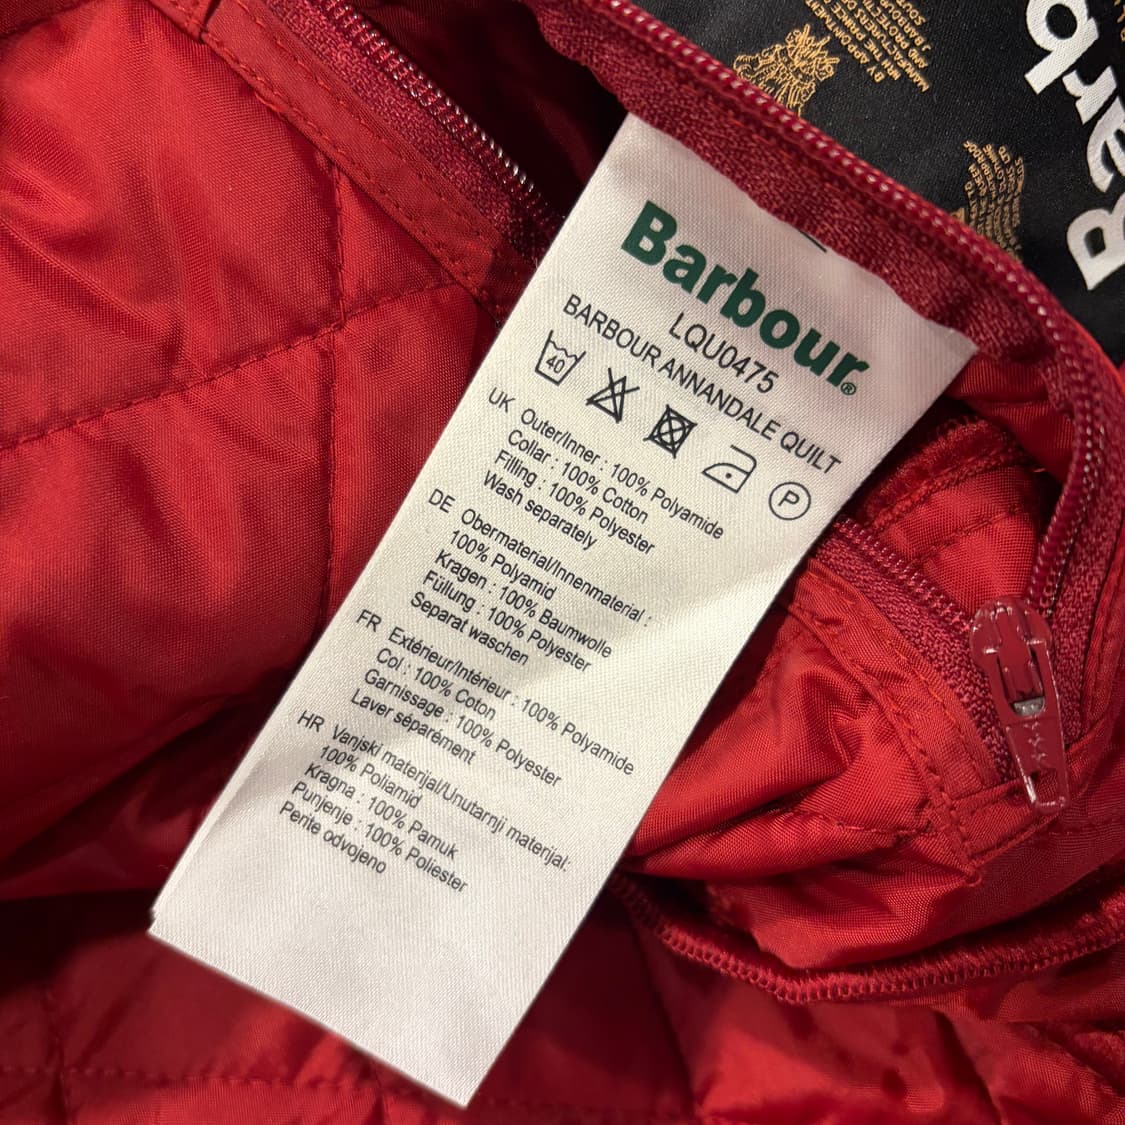 Barbour®
LQU0475
BARBOUR ANNANDALE QUILT
40
P
UK Outer/Inner : 100% Polyamide
Collar : 100% Cotton
Filling : 100% Polyester
Wash separately
DE Obermaterial/Innenmaterial :
100% Polyamid
Kragen : 100% Baumwolle
Füllung : 100% Polyester
Separat waschen
FR Extérieur/Intérieur : 100% Polyamide
Col : 100% Coton
Garnissage : 100% Polyester
Laver séparément
HR Vanjski materijal/Unutarnji materijal:
100% Poliamid
Kragna : 100% Pamuk
Punjenje : 100% Poliester
Perite odvojeno
Barb